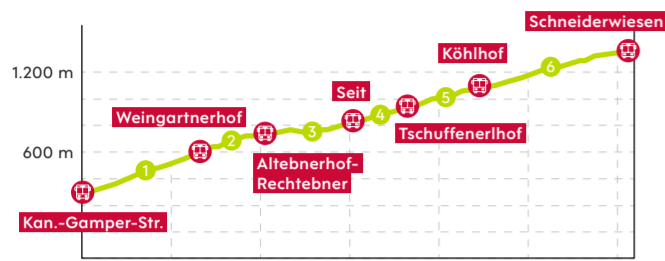 Schneiderwiesen
Köhlhof
6
1.200 m
Seit
5
Weingartnerhof
4
Tschuffenerlhof
3
2
600 m
Altebnerhof-
Rechtebner
1
Kan.-Gamper-Str.